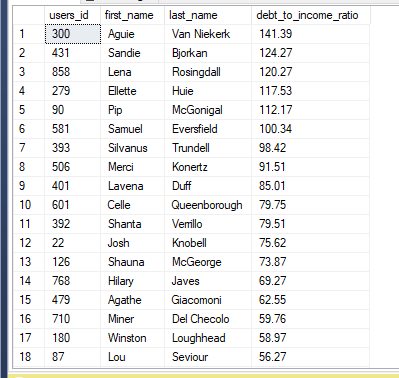 users_id first_name last_name debt_to_income_ratio
1 300 Aguie Van Niekerk 141.39
2 431 Sandie Bjorkan 124.27
3 858 Lena Rosingdall 120.27
4 279 Ellette Huie 117.53
5 90 Pip McGonigal 112.17
6 581 Samuel Eversfield 100.34
7 393 Silvanus Trundell 98.42
8 506 Merci Konertz 91.51
9 401 Lavena Duff 85.01
10 601 Celle Queenborough 79.75
11 392 Shanta Verrillo 79.51
12 22 Josh Knobell 75.62
13 126 Shauna McGeorge 73.87
14 768 Hilary Javes 69.27
15 479 Agathe Giacomoni 62.55
16 710 Miner Del Checolo 59.76
17 180 Winston Loughhead 58.97
18 87 Lou Seviour 56.27